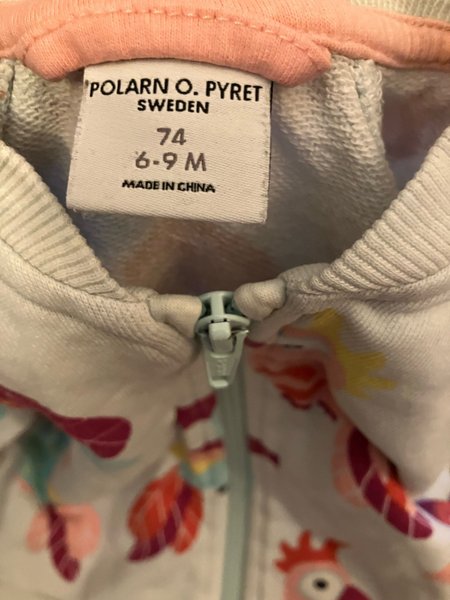 POLARN O. PYRET
SWEDEN
74
6-9 M
MADE IN CHINA